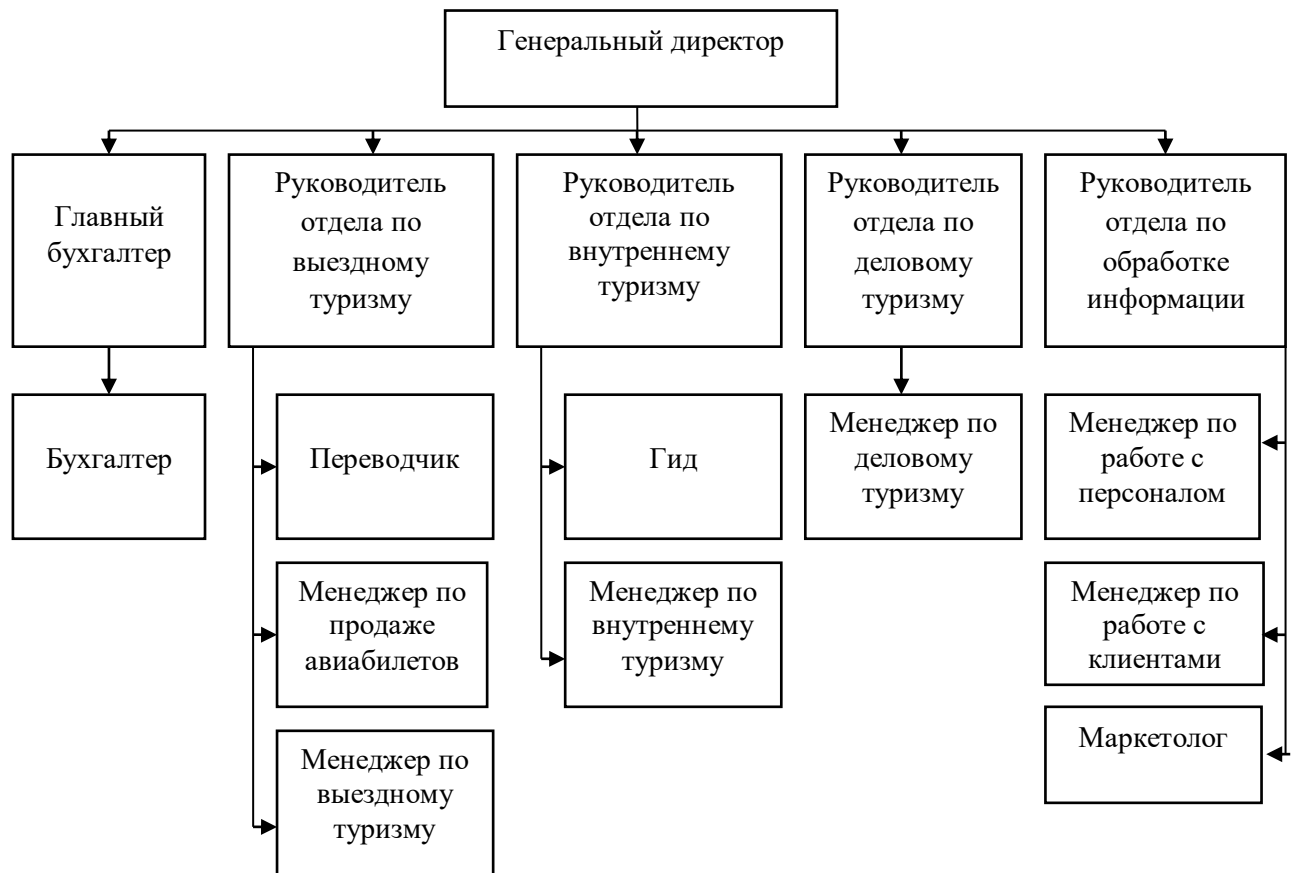 Генеральный директор
Главный
бухгалтер
Руководитель
отдела по
выездному
туризму
Руководитель
отдела по
внутреннему
туризму
Руководитель
отдела по
деловому
туризму
Руководитель
отдела по
обработке
информации
Бухгалтер
Переводчик
Гид
Менеджер по
деловому
туризму
Менеджер по
работе с
персоналом
Менеджер по
продаже
авиабилетов
Менеджер по
внутреннему
туризму
Менеджер по
работе с
клиентами
Маркетолог
Менеджер по
выездному
туризму